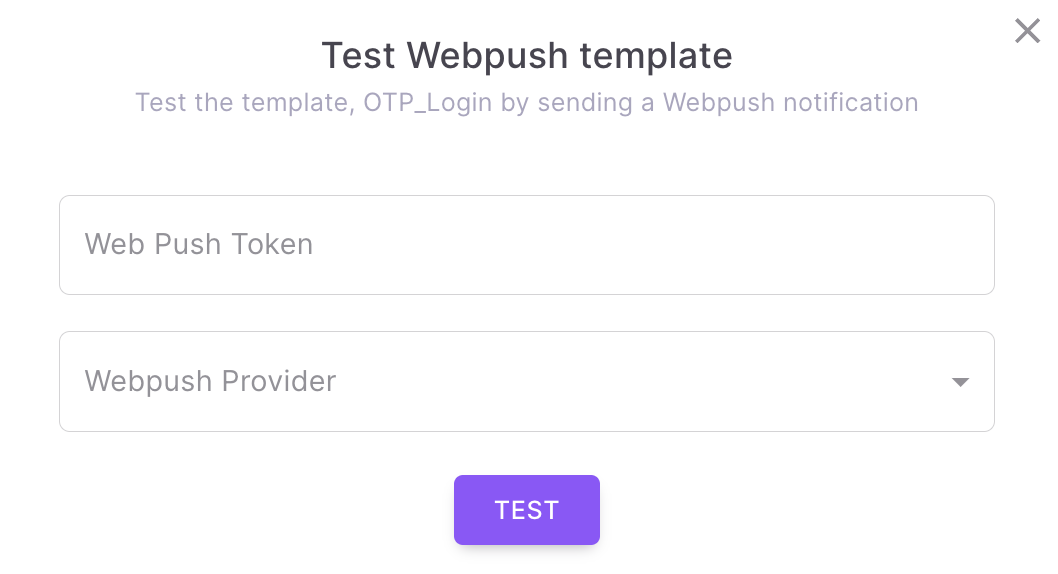 Test Webpush template
Test the template, OTP_Login by sending a Webpush notification
Web Push Token
Webpush Provider
TEST